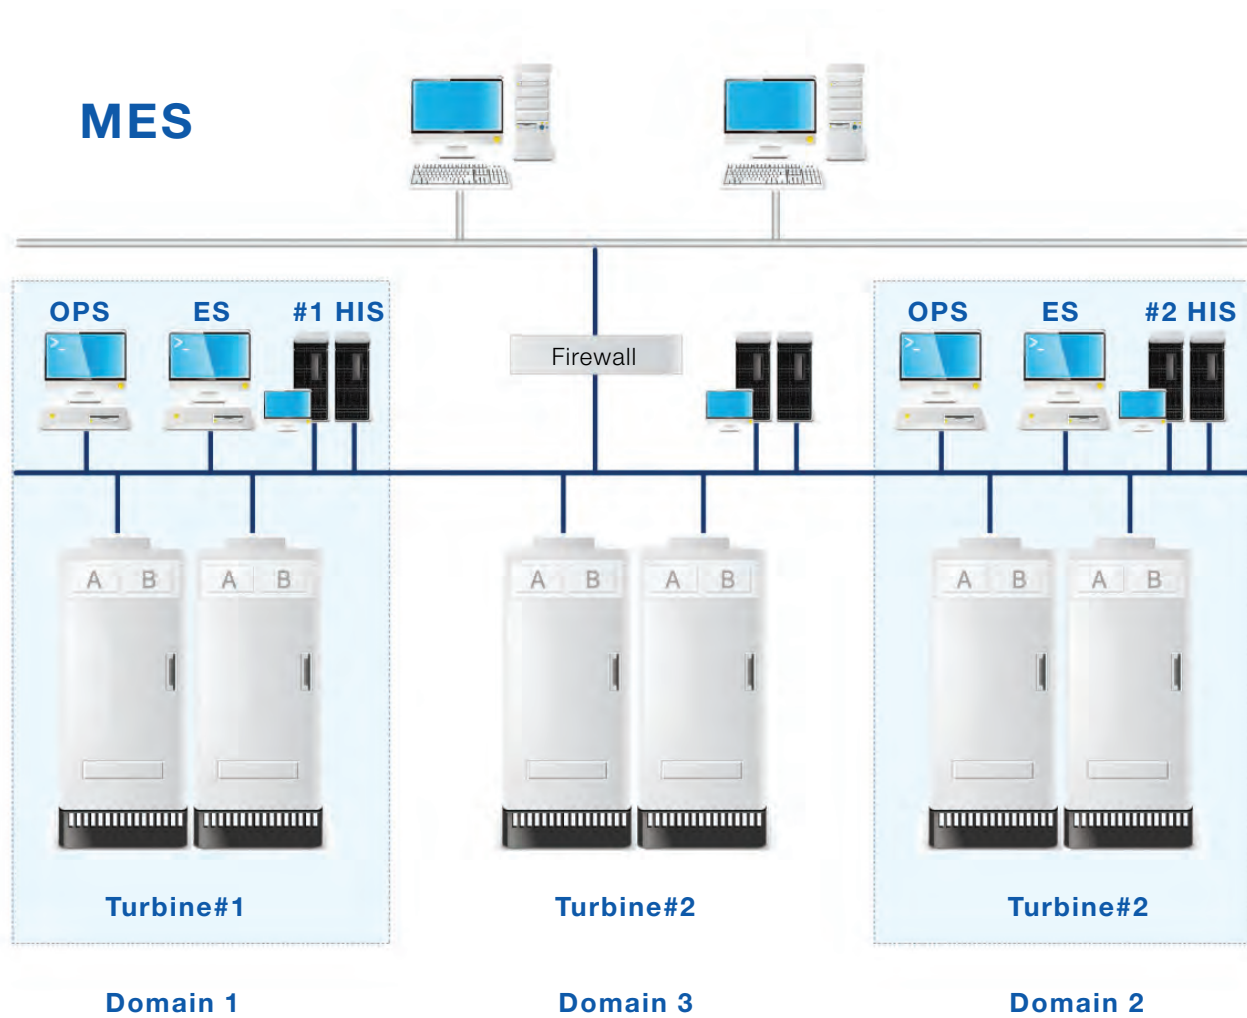 MES
OPS ES #1 HIS
OPS ES #2 HIS
Firewall
A B A B
A B A B
A B A B
Turbine#1 Turbine#2 Turbine#2
Domain 1 Domain 3 Domain 2